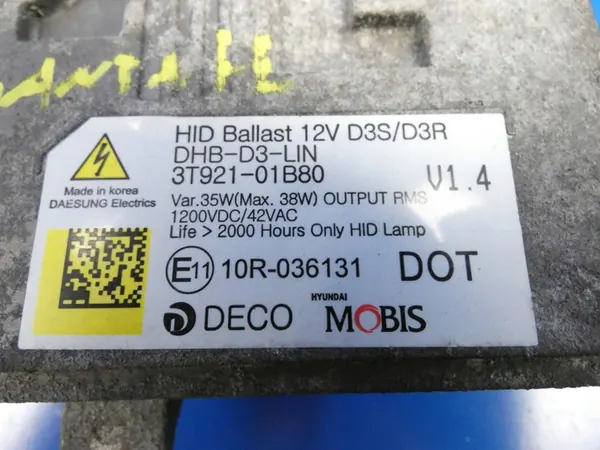 SANTA FE
HID Ballast 12V D3S/D3R
DHB-D3-LIN
3T921-01B80
V1.4
Made in korea
DAESUNG Electrics
Var.35W(Max. 38W) OUTPUT RMS
1200VDC/42VAC
Life > 2000 Hours Only HID Lamp
E11 10R-036131 DOT
DECO
HYUNDAI
MOBIS